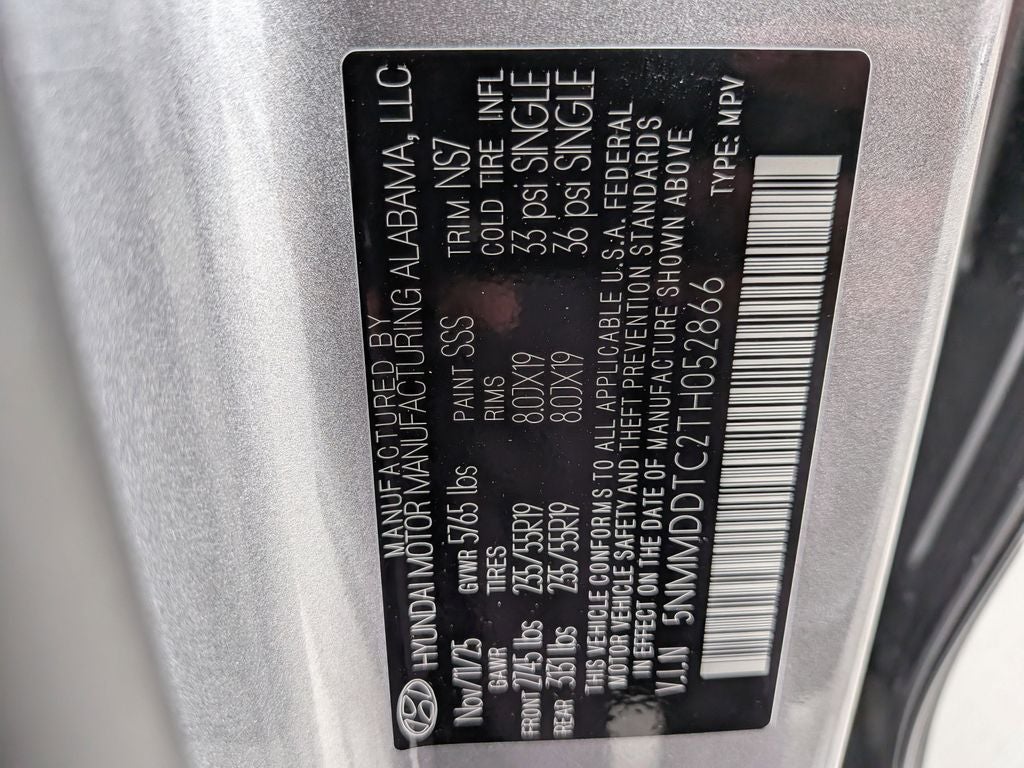 MANUFACTURED BY
HYUNDAI MOTOR MANUFACTURING ALABAMA, LLC
Nov/11/25 PAINT SSS TRIM NS7
GAWR GVWR 5765 lbs TIRES RIMS COLD TIRE INFL
FRONT 2745 lbs 235/55R19 8.0JX19 33 psi SINGLE
REAR 3131 lbs 235/55R19 8.0JX19 36 psi SINGLE
THIS VEHICLE CONFORMS TO ALL APPLICABLE U.S.A. FEDERAL
MOTOR VEHICLE SAFETY AND THEFT PREVENTION STANDARDS
IN EFFECT ON THE DATE OF MANUFACTURE SHOWN ABOVE
V.I.N 5NMMDDTC2TH052866 TYPE: MPV